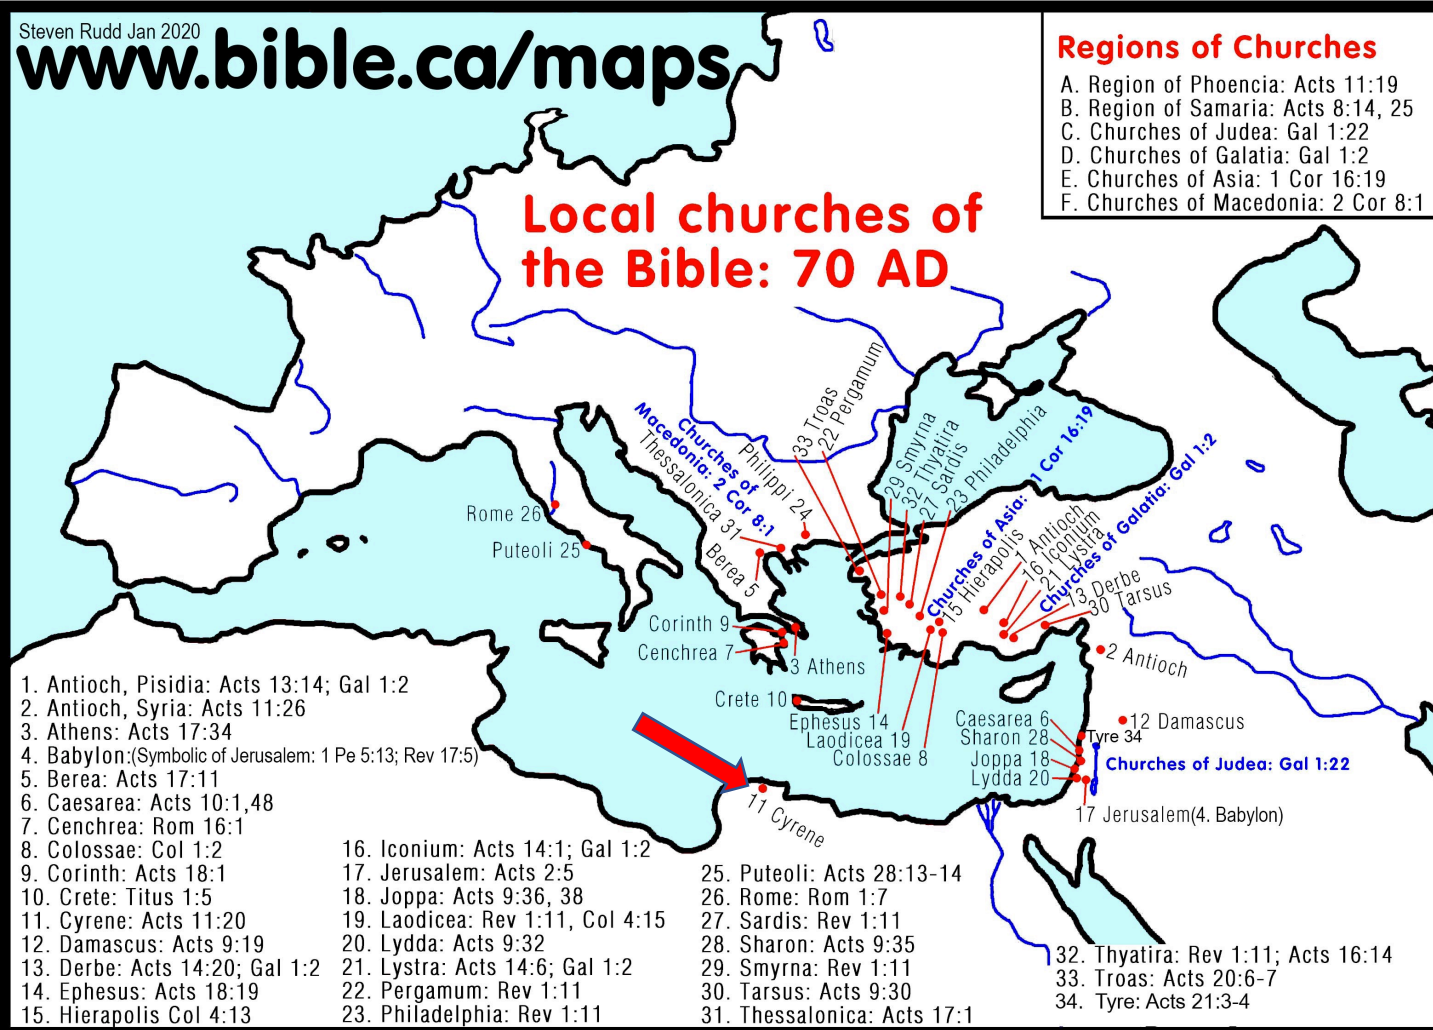 Steven Rudd Jan 2020
www.bible.ca/maps
Regions of Churches
A. Region of Phoencia: Acts 11:19
B. Region of Samaria: Acts 8:14, 25
C. Churches of Judea: Gal 1:22
D. Churches of Galatia: Gal 1:2
E. Churches of Asia: 1 Cor 16:19
F. Churches of Macedonia: 2 Cor 8:1
Local churches of
the Bible: 70 AD
33 Troas
22 Pergamum
Churches of
Macedonia: 2 Cor 8:1
Thessalonica 31
Philippi 24
Berea 5
29 Smyrna
32 Thyatira
27 Sardis
23 Philadelphia
Churches of Asia: 1 Cor 16:19
15 Hierapolis
1 Antioch
16 Iconium
21 Lystra
Churches of Galatia: Gal 1:2
13 Derbe
30 Tarsus
Rome 26
Puteoli 25
Corinth 9
Cenchrea 7
3 Athens
2 Antioch
Crete 10
Ephesus 14
Laodicea 19
Colossae 8
Caesarea 6
Sharon 28
Joppa 18
Lydda 20
12 Damascus
Tyre 34
Churches of Judea: Gal 1:22
17 Jerusalem(4. Babylon)
11 Cyrene
1. Antioch, Pisidia: Acts 13:14; Gal 1:2
2. Antioch, Syria: Acts 11:26
3. Athens: Acts 17:34
4. Babylon:(Symbolic of Jerusalem: 1 Pe 5:13; Rev 17:5)
5. Berea: Acts 17:11
6. Caesarea: Acts 10:1,48
7. Cenchrea: Rom 16:1
8. Colossae: Col 1:2
9. Corinth: Acts 18:1
10. Crete: Titus 1:5
11. Cyrene: Acts 11:20
12. Damascus: Acts 9:19
13. Derbe: Acts 14:20; Gal 1:2
14. Ephesus: Acts 18:19
15. Hierapolis Col 4:13
16. Iconium: Acts 14:1; Gal 1:2
17. Jerusalem: Acts 2:5
18. Joppa: Acts 9:36, 38
19. Laodicea: Rev 1:11, Col 4:15
20. Lydda: Acts 9:32
21. Lystra: Acts 14:6; Gal 1:2
22. Pergamum: Rev 1:11
23. Philadelphia: Rev 1:11
25. Puteoli: Acts 28:13-14
26. Rome: Rom 1:7
27. Sardis: Rev 1:11
28. Sharon: Acts 9:35
29. Smyrna: Rev 1:11
30. Tarsus: Acts 9:30
31. Thessalonica: Acts 17:1
32. Thyatira: Rev 1:11; Acts 16:14
33. Troas: Acts 20:6-7
34. Tyre: Acts 21:3-4